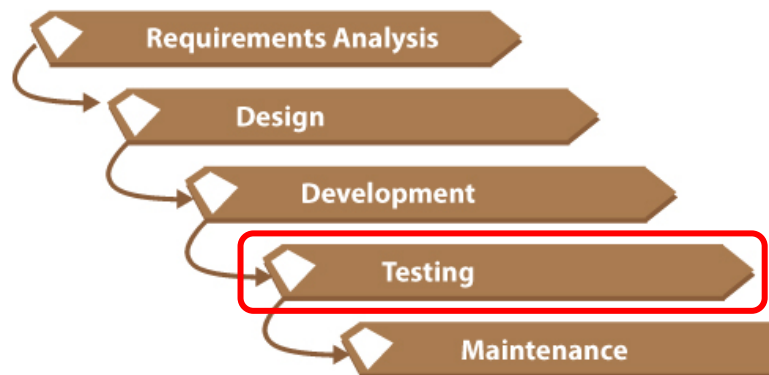 Requirements Analysis
Design
Development
Testing
Maintenance